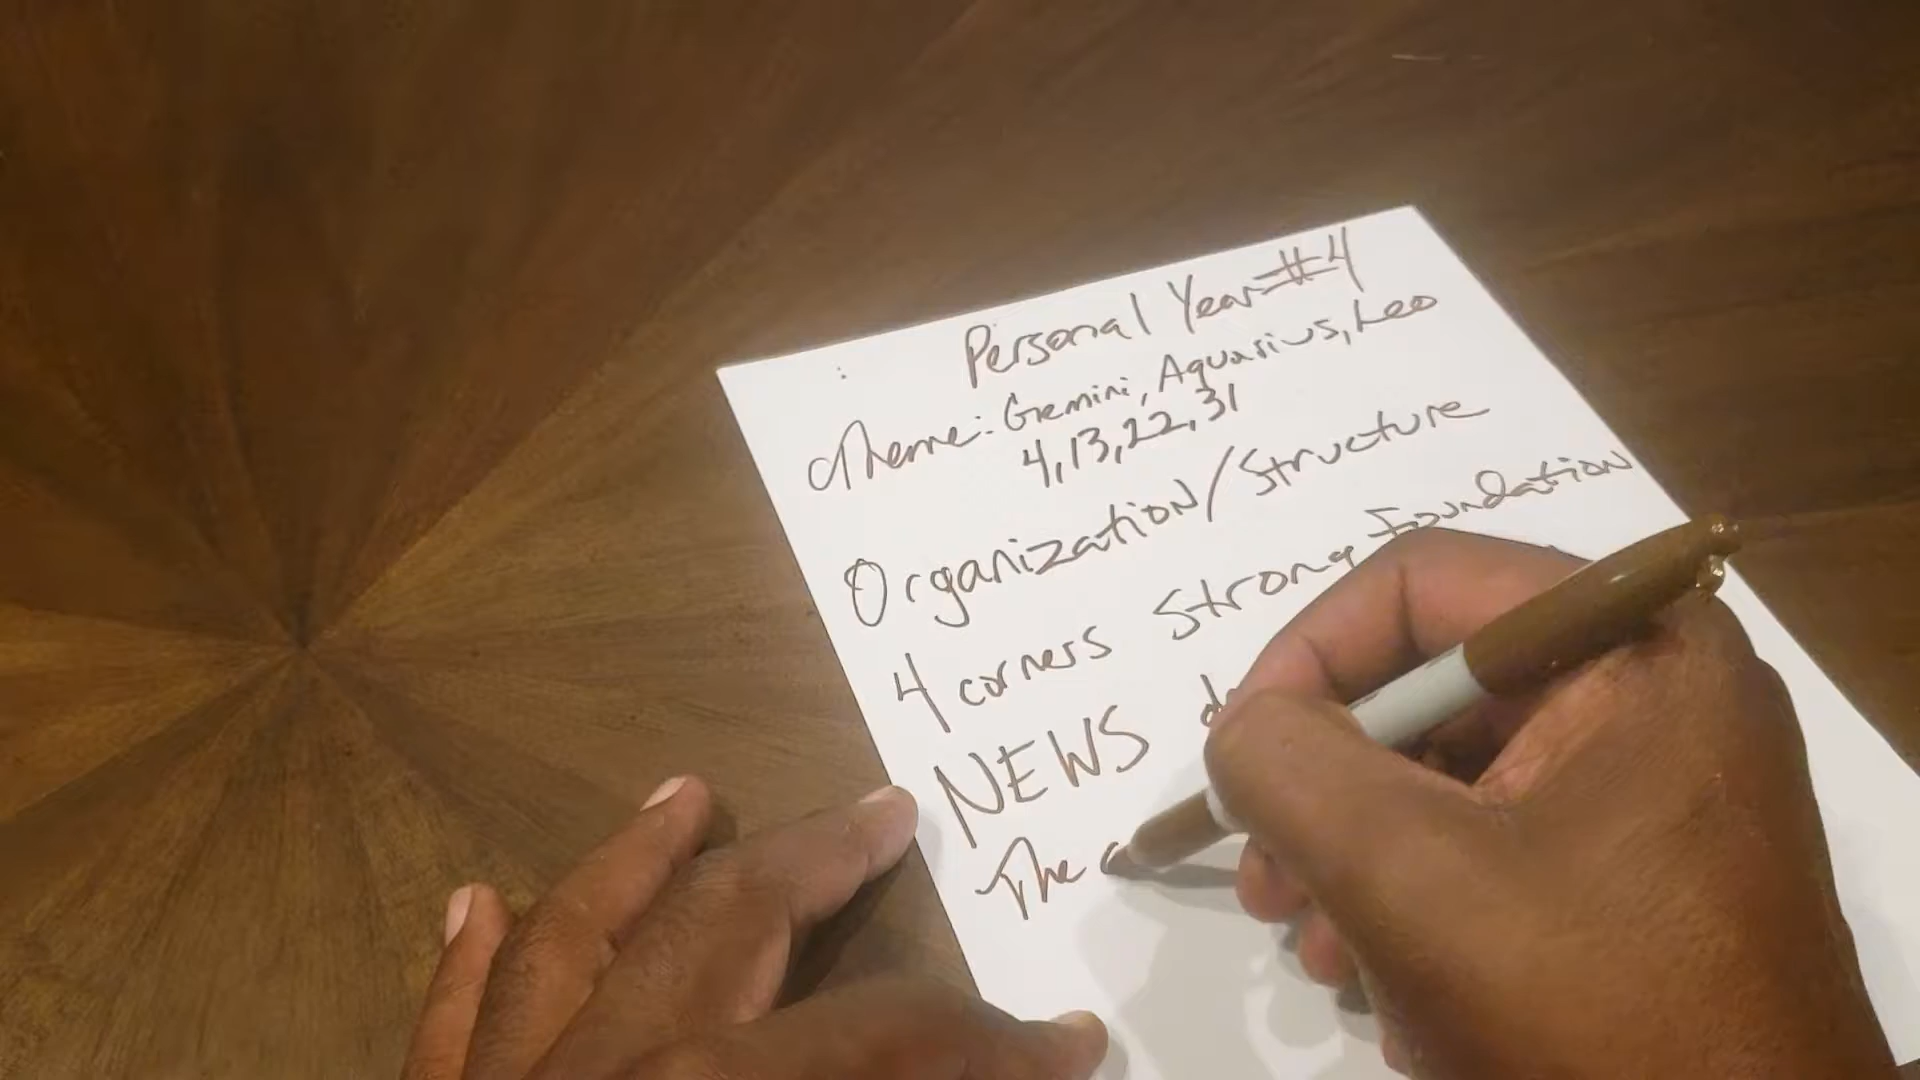 Personal Year #4
Theme: Gemini, Aquarius, Leo
4, 13, 22, 31
Organization/Structure
4 corners Strong Foundation
NEWS
The